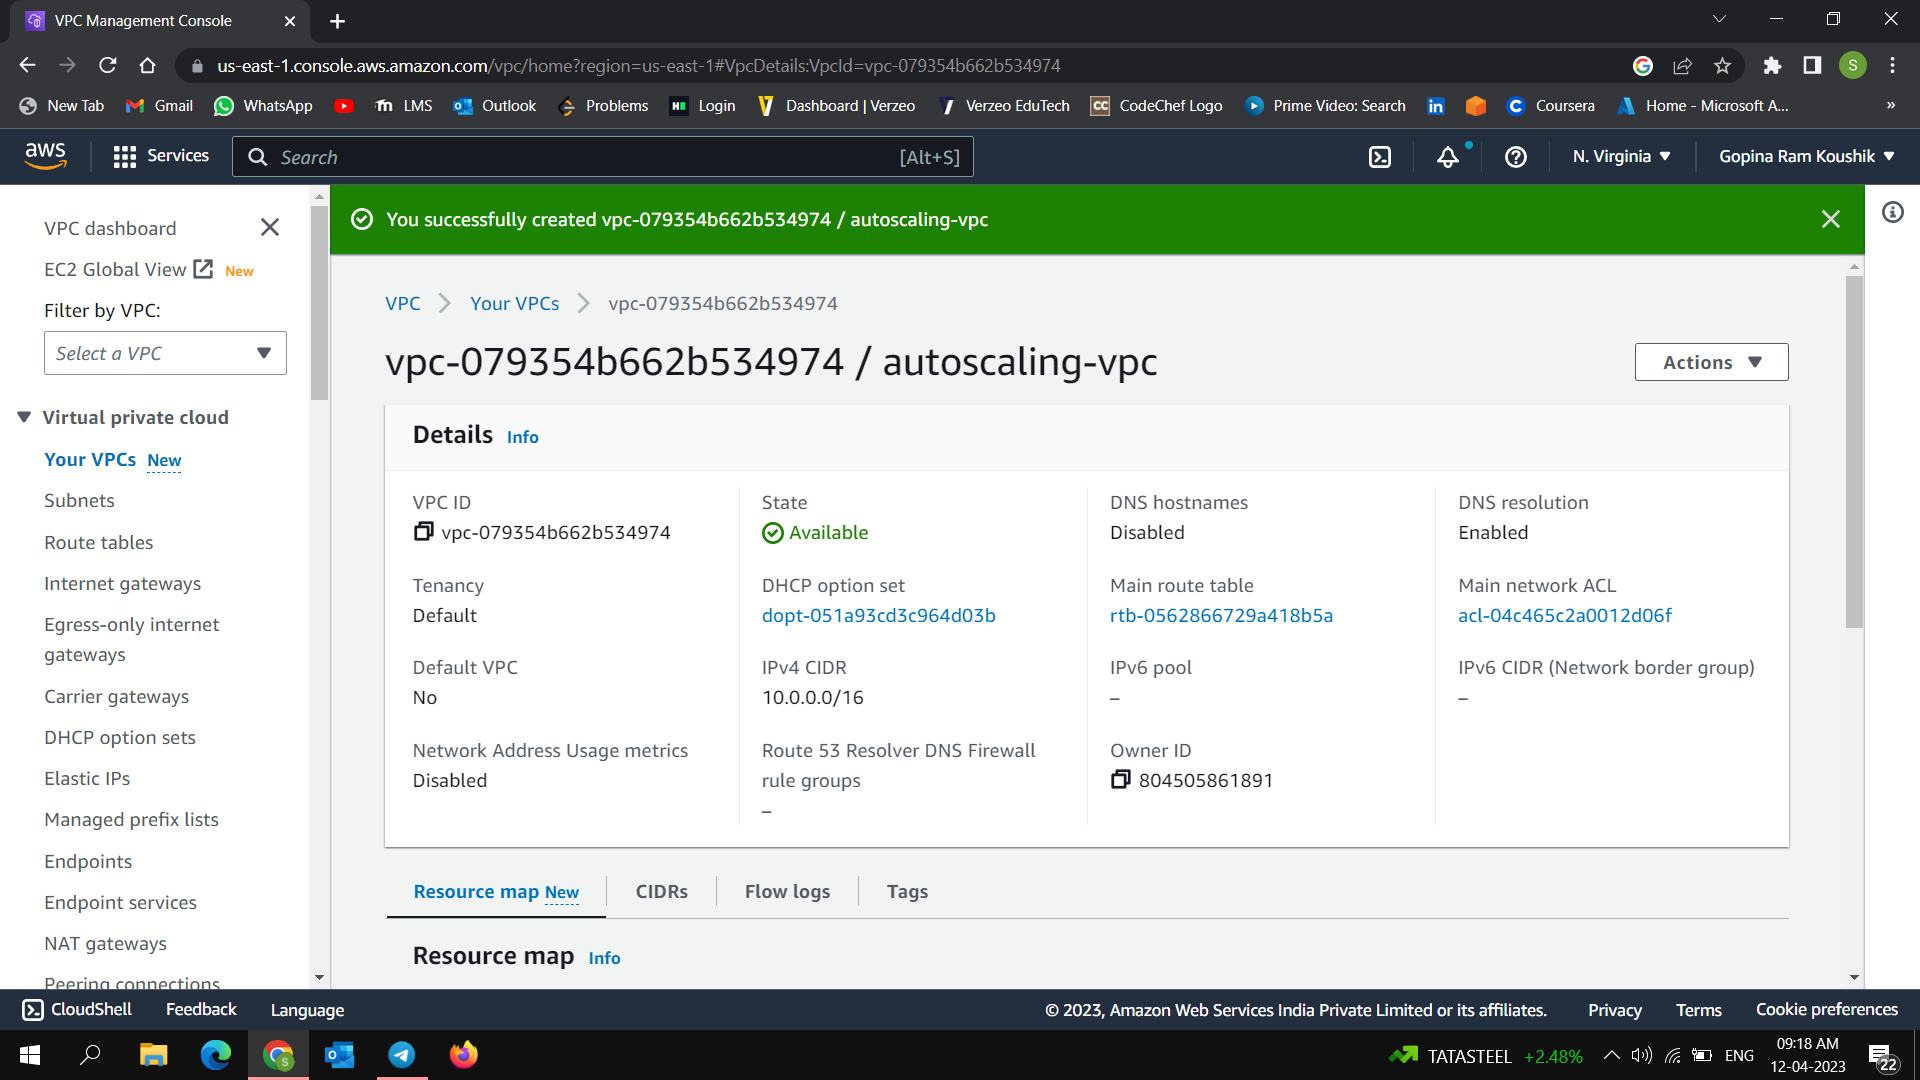 VPC Management Console
us-east-1.console.aws.amazon.com/vpc/home?region=us-east-1#VpcDetails:VpcId=vpc-079354b662b534974
S
New Tab
Gmail
WhatsApp
LMS
Outlook
Problems
Login
Dashboard | Verzeo
Verzeo EduTech
CodeChef Logo
Prime Video: Search
Coursera
Home - Microsoft A...
»
aws
Services
Search
[Alt+S]
N. Virginia
Gopina Ram Koushik
VPC dashboard
EC2 Global View New
Filter by VPC:
Select a VPC
Virtual private cloud
Your VPCs New
Subnets
Route tables
Internet gateways
Egress-only internet
gateways
Carrier gateways
DHCP option sets
Elastic IPs
Managed prefix lists
Endpoints
Endpoint services
NAT gateways
Peering connections
You successfully created vpc-079354b662b534974 / autoscaling-vpc
VPC
Your VPCs
vpc-079354b662b534974
vpc-079354b662b534974 / autoscaling-vpc
Actions
Details Info
VPC ID
vpc-079354b662b534974
State
Available
DNS hostnames
Disabled
DNS resolution
Enabled
Tenancy
Default
DHCP option set
dopt-051a93cd3c964d03b
Main route table
rtb-0562866729a418b5a
Main network ACL
acl-04c465c2a0012d06f
Default VPC
No
IPv4 CIDR
10.0.0.0/16
IPv6 pool
–
IPv6 CIDR (Network border group)
–
Network Address Usage metrics
Disabled
Route 53 Resolver DNS Firewall
rule groups
–
Owner ID
804505861891
Resource map New
CIDRs
Flow logs
Tags
Resource map Info
CloudShell
Feedback
Language
© 2023, Amazon Web Services India Private Limited or its affiliates.
Privacy
Terms
Cookie preferences
TATASTEEL +2.48%
ENG
09:18 AM
12-04-2023
22